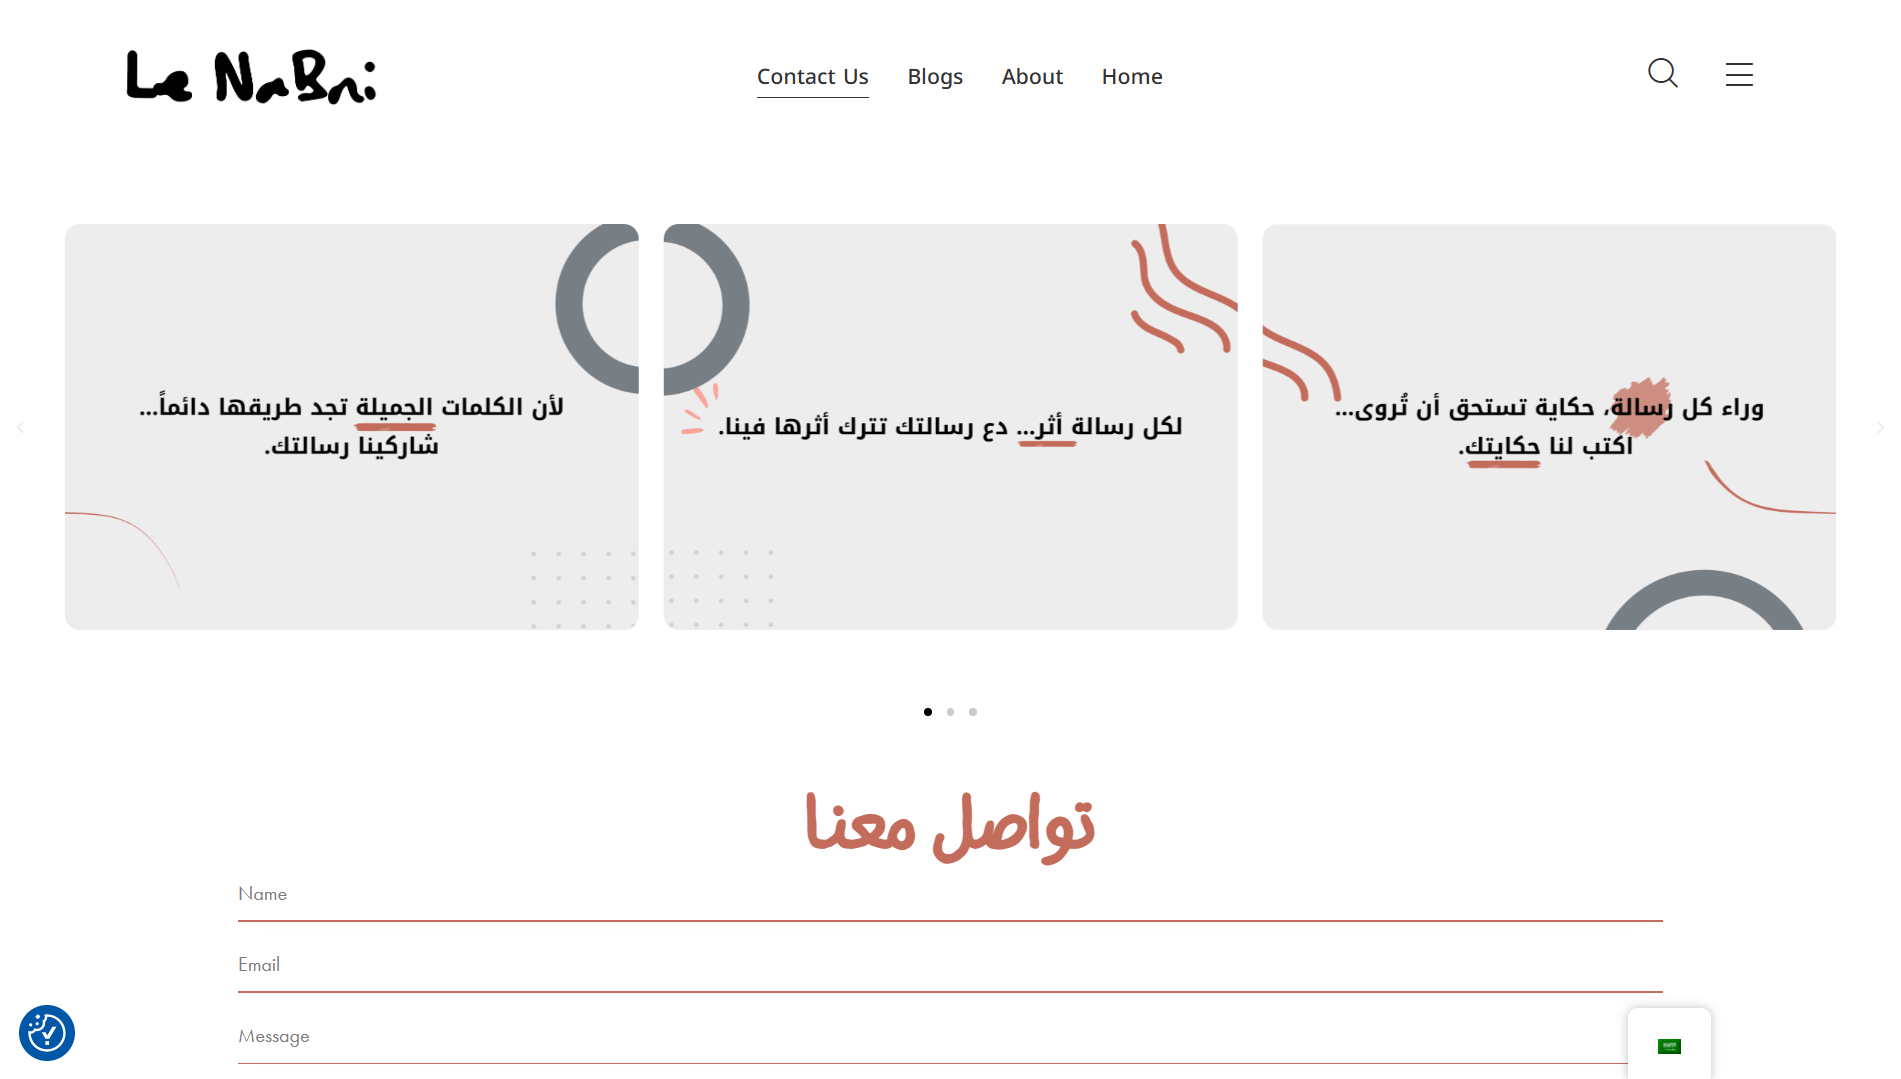 Le NaBni
Contact Us
Blogs
About
Home
وراء كل رسالة، حكاية تستحق أن تُروى...
اكتب لنا حكايتك.
لكل رسالة أثر... دع رسالتك تترك أثرها فينا.
لأن الكلمات الجميلة تجد طريقها دائماً...
شاركينا رسالتك.
تواصل معنا
Name
Email
Message